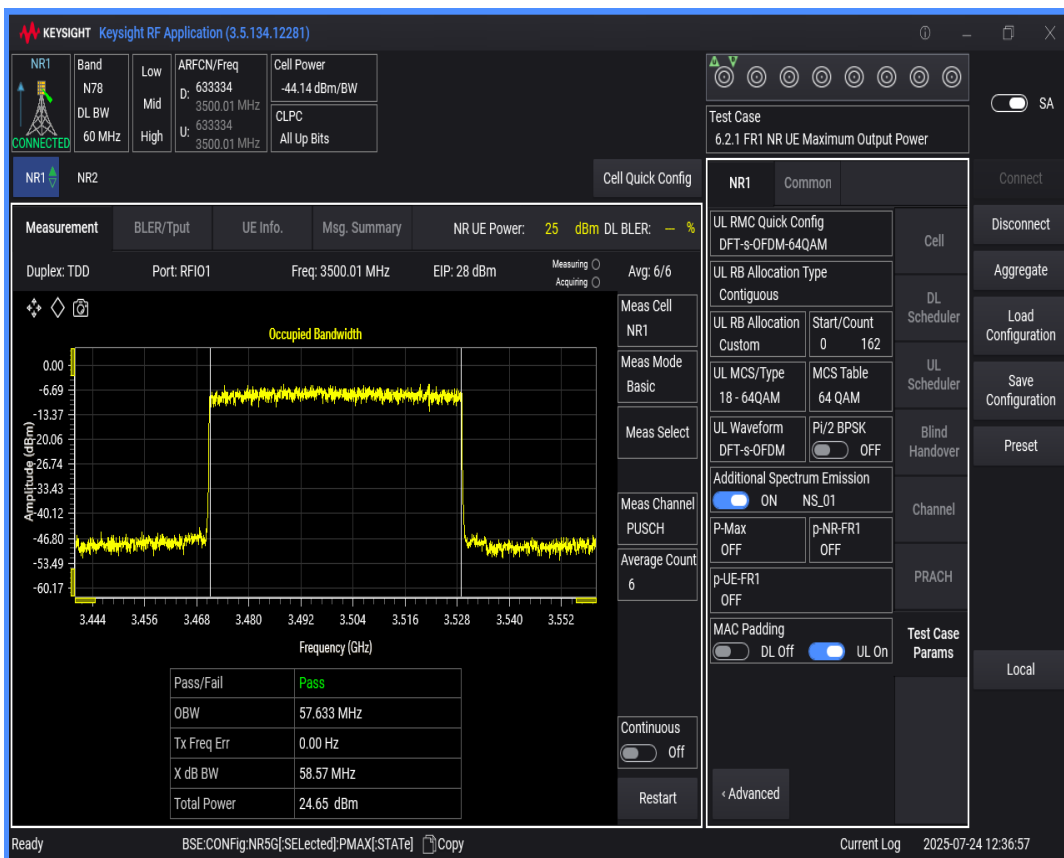 KEYSIGHT Keysight RF Application (3.5.134.12281)
NR1
CONNECTED
Band
N78
DL BW
60 MHz
Low
Mid
High
ARFCN/Freq
D: 633334
3500.01 MHz
U: 633334
3500.01 MHz
Cell Power
-44.14 dBm/BW
CLPC
All Up Bits
Test Case
6.2.1 FR1 NR UE Maximum Output Power
SA
NR1 NR2 Cell Quick Config
Measurement BLER/Tput UE Info. Msg. Summary NR UE Power: 25 dBm DL BLER: — %
Duplex: TDD Port: RFIO1 Freq: 3500.01 MHz EIP: 28 dBm Measuring Acquiring Avg: 6/6
Occupied Bandwidth
Amplitude (dBm)
0.00
-6.69
-13.37
-20.06
-26.74
-33.43
-40.12
-46.80
-53.49
-60.17
3.444 3.456 3.468 3.480 3.492 3.504 3.516 3.528 3.540 3.552
Frequency (GHz)
Pass/Fail Pass
OBW 57.633 MHz
Tx Freq Err 0.00 Hz
X dB BW 58.57 MHz
Total Power 24.65 dBm
Meas Cell
NR1
Meas Mode
Basic
Meas Select
Meas Channel
PUSCH
Average Count
6
Continuous
Off
Restart
NR1 Common
UL RMC Quick Config
DFT-s-OFDM-64QAM
UL RB Allocation Type
Contiguous
UL RB Allocation
Custom
Start/Count
0 162
UL MCS/Type
18 - 64QAM
MCS Table
64 QAM
UL Waveform
DFT-s-OFDM
Pi/2 BPSK
OFF
Additional Spectrum Emission
ON NS_01
P-Max
OFF
p-NR-FR1
OFF
p-UE-FR1
OFF
MAC Padding
DL Off UL On
‹ Advanced
Cell
DL
Scheduler
UL
Scheduler
Blind
Handover
Channel
PRACH
Test Case
Params
Connect
Disconnect
Aggregate
Load
Configuration
Save
Configuration
Preset
Local
Ready BSE:CONFig:NR5G[:SELected]:PMAX[:STATe] Copy Current Log 2025-07-24 12:36:57